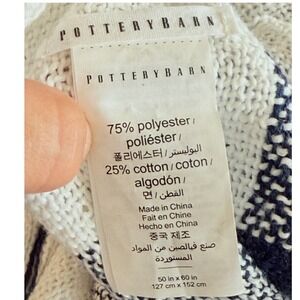 POTTERYBARN
POTTERYBARN
75% polyester /
poliéster /
폴리에스터 / البوليستر /
25% cotton / coton /
algodón /
면 / القطن
Made in China
Fait en Chine
Hecho en China
중국 제조
صنع في الصين من المواد
المستوردة
50 in x 60 in
127 cm x 152 cm